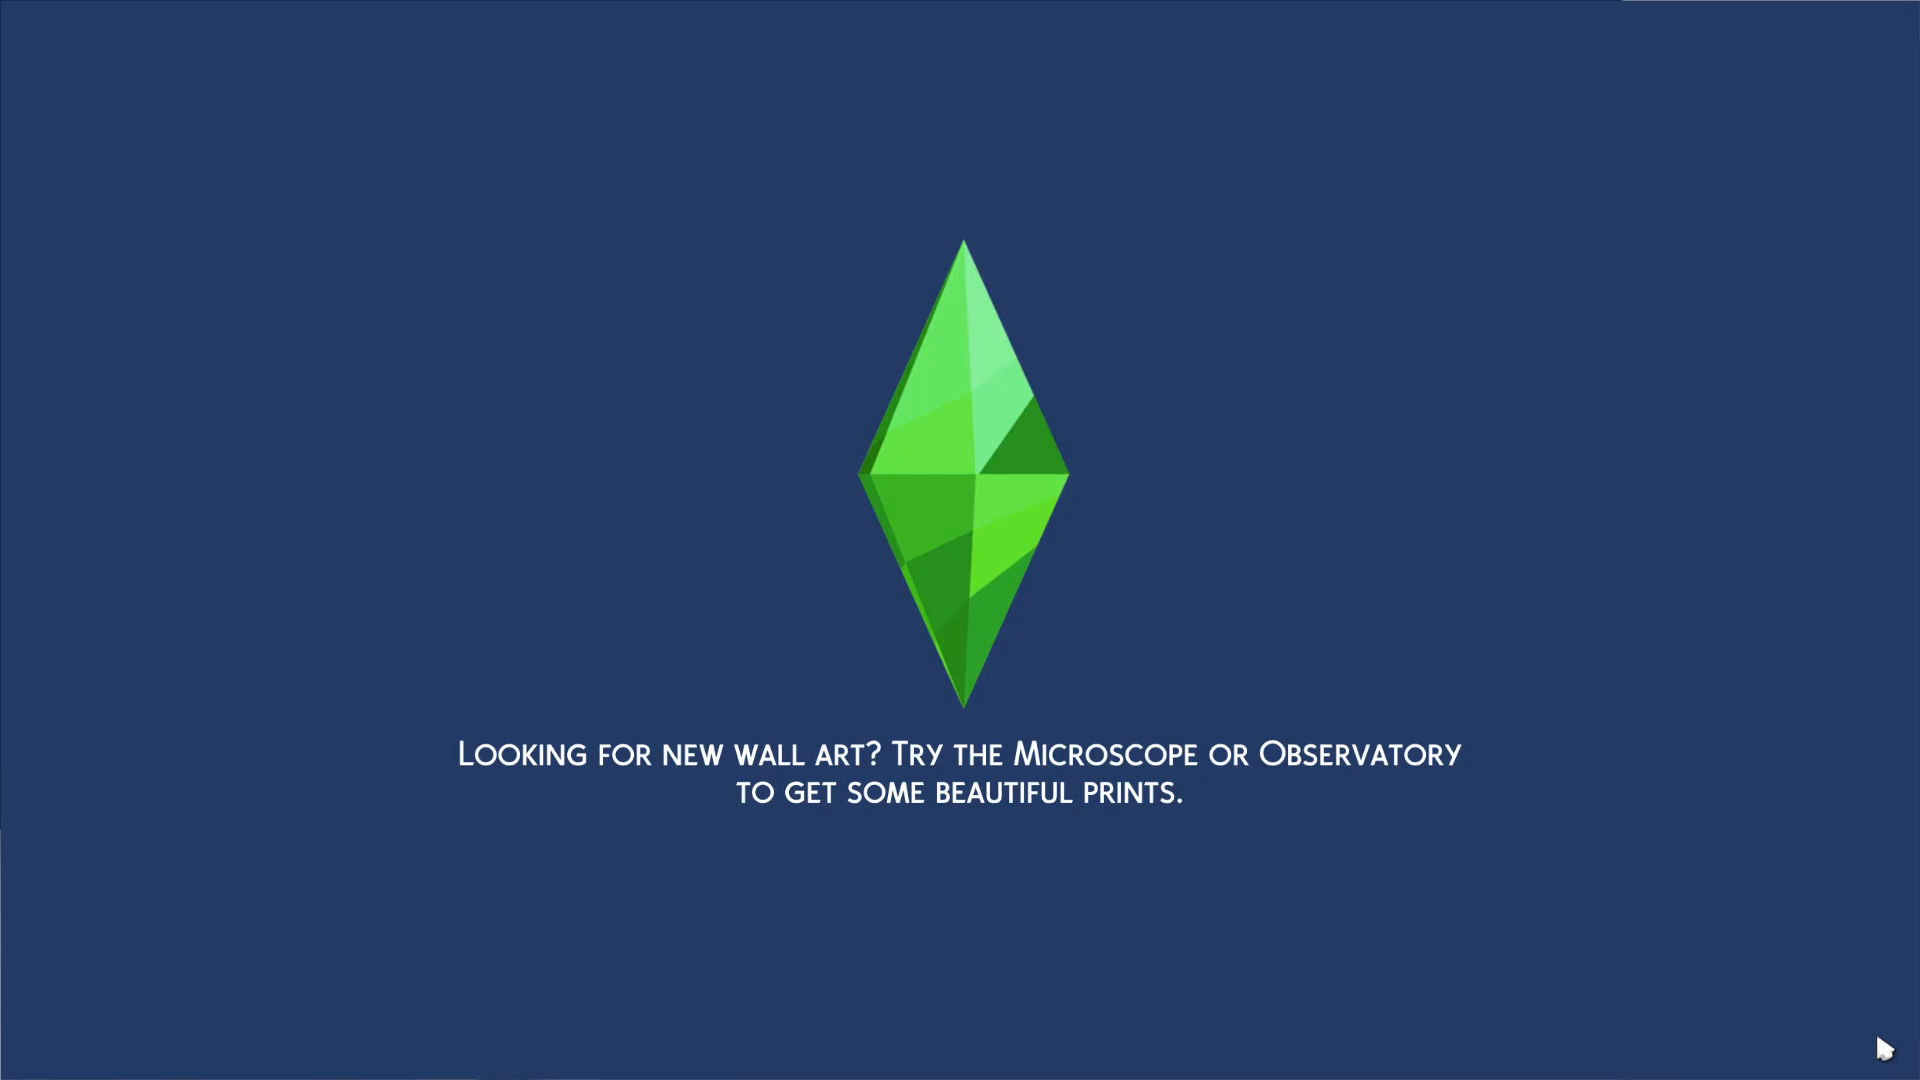 Looking for new wall art? Try the Microscope or Observatory
to get some beautiful prints.